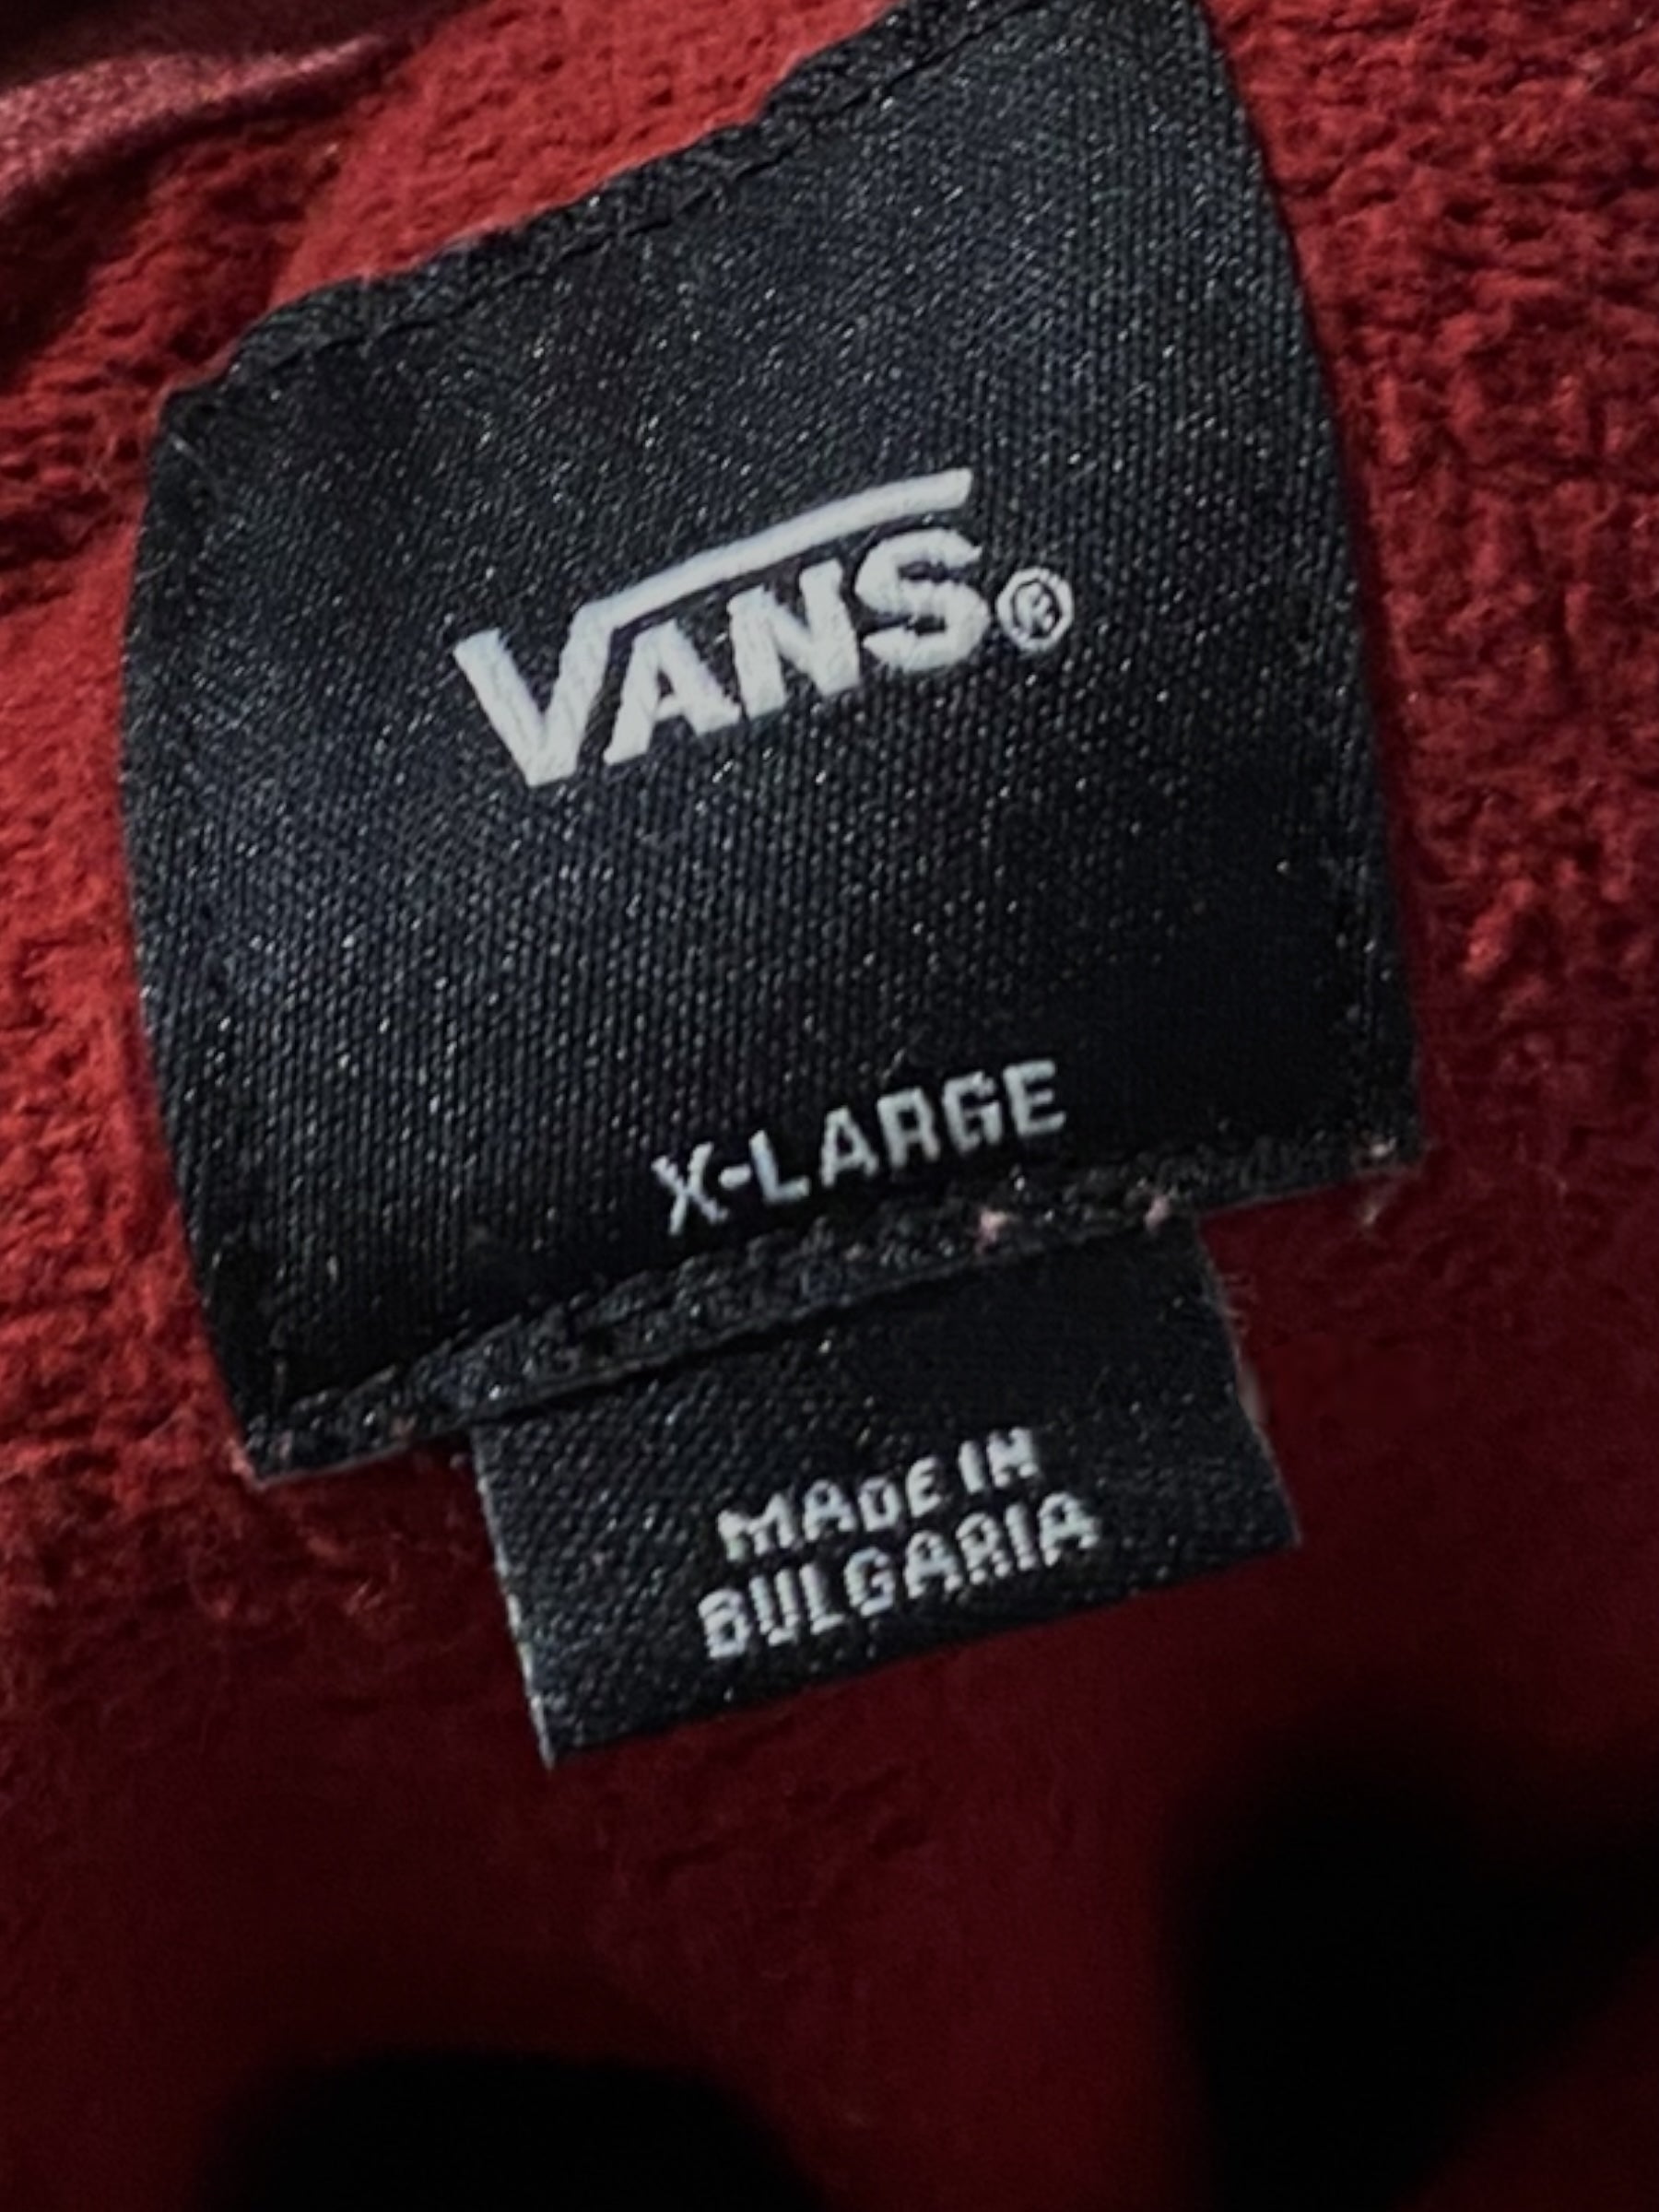 VANS®
X-LARGE
MADE IN
BULGARIA